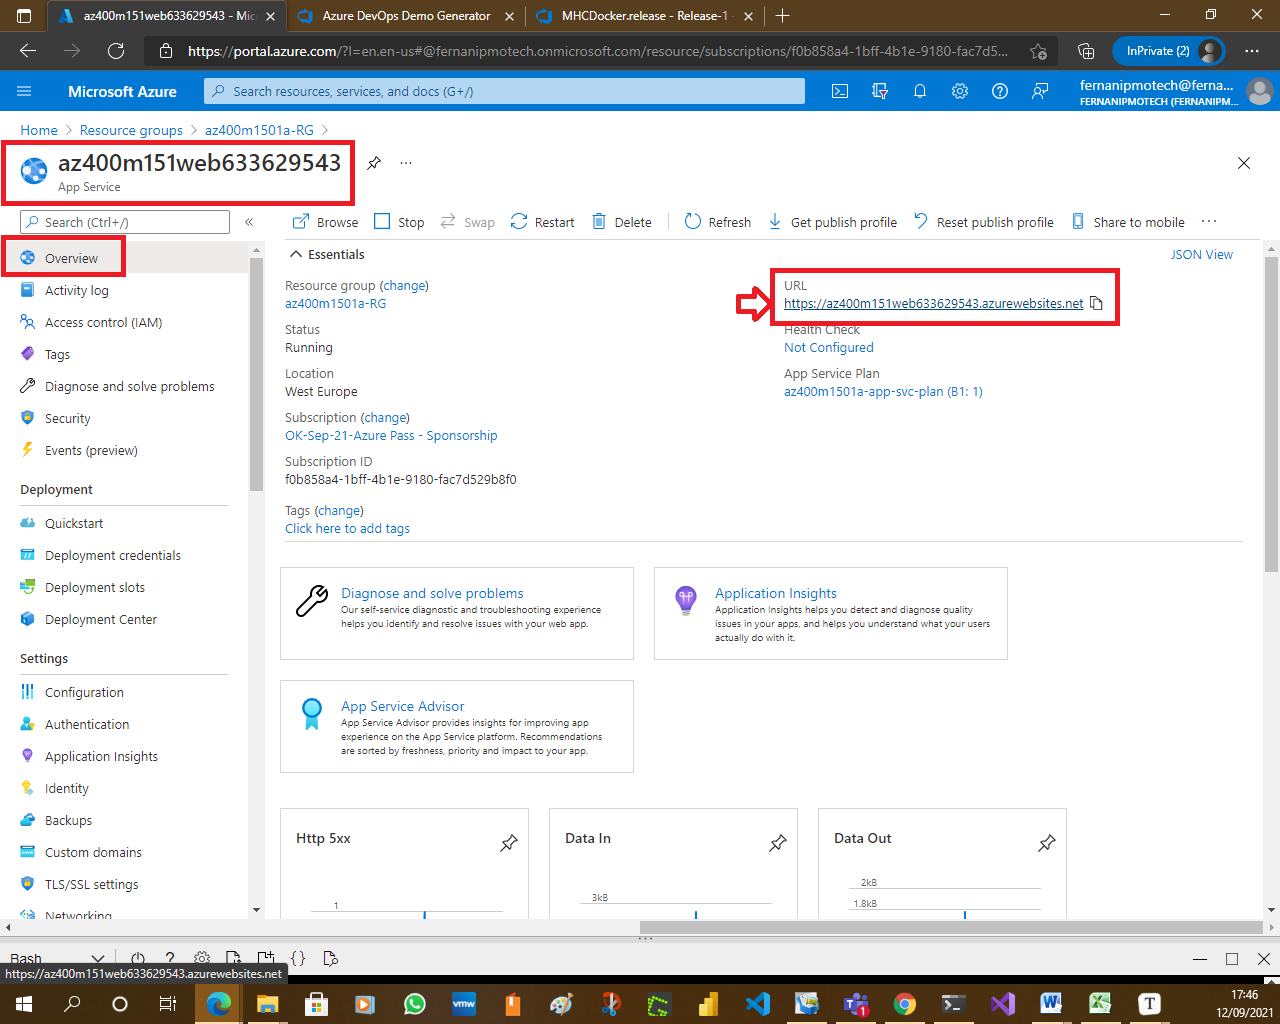 az400m151web633629543 - Mic
Azure DevOps Demo Generator
MHCDocker.release - Release-1 -
https://portal.azure.com/?l=en.en-us#@fernanipmotech.onmicrosoft.com/resource/subscriptions/f0b858a4-1bff-4b1e-9180-fac7d5...
InPrivate (2)
Microsoft Azure
Search resources, services, and docs (G+/)
fernanipmotech@ferna...
FERNANIPMOTECH (FERNANIPM...
Home > Resource groups > az400m1501a-RG >
az400m151web633629543
App Service
Search (Ctrl+/)
Browse
Stop
Swap
Restart
Delete
Refresh
Get publish profile
Reset publish profile
Share to mobile
Overview
Activity log
Access control (IAM)
Tags
Diagnose and solve problems
Security
Events (preview)
Deployment
Quickstart
Deployment credentials
Deployment slots
Deployment Center
Settings
Configuration
Authentication
Application Insights
Identity
Backups
Custom domains
TLS/SSL settings
Networking
Essentials
JSON View
Resource group (change)
az400m1501a-RG
Status
Running
Location
West Europe
Subscription (change)
OK-Sep-21-Azure Pass - Sponsorship
Subscription ID
f0b858a4-1bff-4b1e-9180-fac7d529b8f0
Tags (change)
Click here to add tags
URL
https://az400m151web633629543.azurewebsites.net
Health Check
Not Configured
App Service Plan
az400m1501a-app-svc-plan (B1: 1)
Diagnose and solve problems
Our self-service diagnostic and troubleshooting experience
helps you identify and resolve issues with your web app.
Application Insights
Application Insights helps you detect and diagnose quality
issues in your apps, and helps you understand what your users
actually do with it.
App Service Advisor
App Service Advisor provides insights for improving app
experience on the App Service platform. Recommendations
are sorted by freshness, priority and impact to your app.
Http 5xx
1
Data In
3kB
Data Out
2kB
1.8kB
Bash
https://az400m151web633629543.azurewebsites.net
vmw
1
T
17:46
12/09/2021